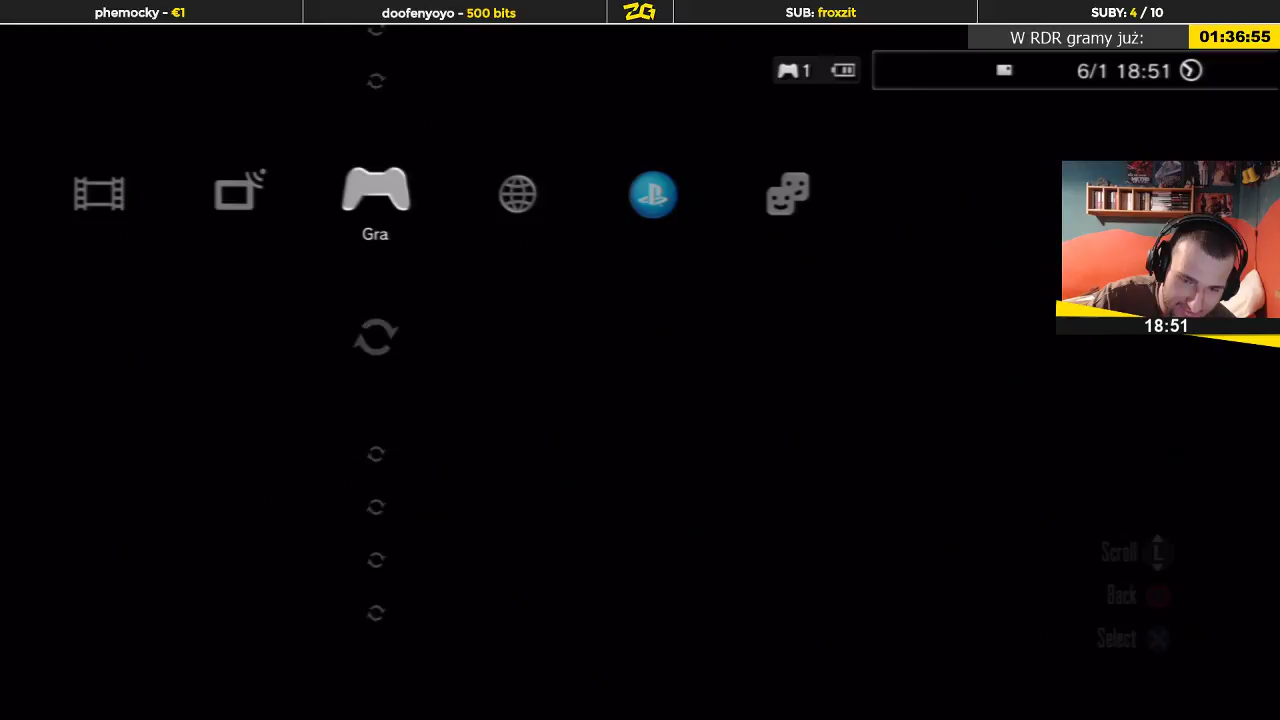 phemocky - €1
doofenyoyo - 500 bits
ZG
SUB: froxzit
SUBY: 4 / 10
W RDR gramy już:
01:36:55
1
6/1 18:51
Gra
18:51
Scroll L
Back
Select